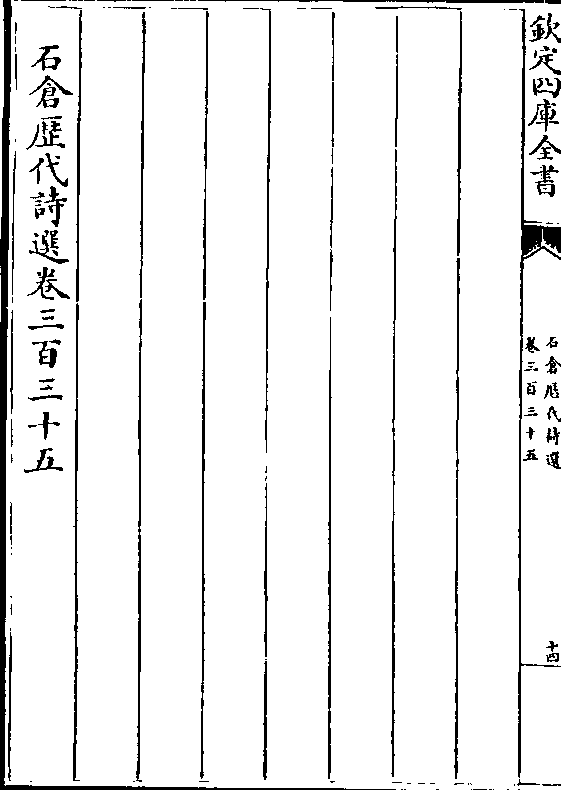 欽定四庫全書
石倉歷代詩選
卷三百三十五
十四
石倉歷代詩選卷三百三十五